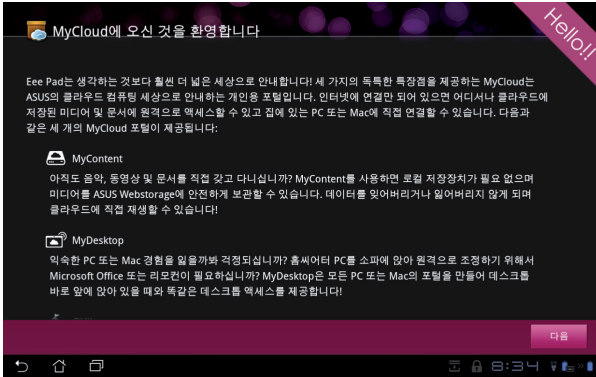 MyCloud에 오신 것을 환영합니다
Hello!!
Eee Pad는 생각하는 것보다 훨씬 더 넓은 세상으로 안내합니다! 세 가지의 독특한 특장점을 제공하는 MyCloud는
ASUS의 클라우드 컴퓨팅 세상으로 안내하는 개인용 포털입니다. 인터넷에 연결만 되어 있으면 어디서나 클라우드에
저장된 미디어 및 문서에 원격으로 액세스할 수 있고 집에 있는 PC 또는 Mac에 직접 연결할 수 있습니다. 다음과
같은 세 개의 MyCloud 포털이 제공됩니다:
MyContent
아직도 음악, 동영상 및 문서를 직접 갖고 다니십니까? MyContent를 사용하면 로컬 저장장치가 필요 없으며
미디어를 ASUS Webstorage에 안전하게 보관할 수 있습니다. 데이터를 잊어버리거나 잃어버리지 않게 되며
클라우드에 직접 재생할 수 있습니다!
MyDesktop
익숙한 PC 또는 Mac 경험을 잃을까봐 걱정되십니까? 홈씨어터 PC를 소파에 앉아 원격으로 조정하기 위해서
Microsoft Office 또는 리모컨이 필요하십니까? MyDesktop은 모든 PC 또는 Mac의 포털을 만들어 데스크톱
바로 앞에 앉아 있을 때와 똑같은 데스크톱 액세스를 제공합니다!
다음
8:34